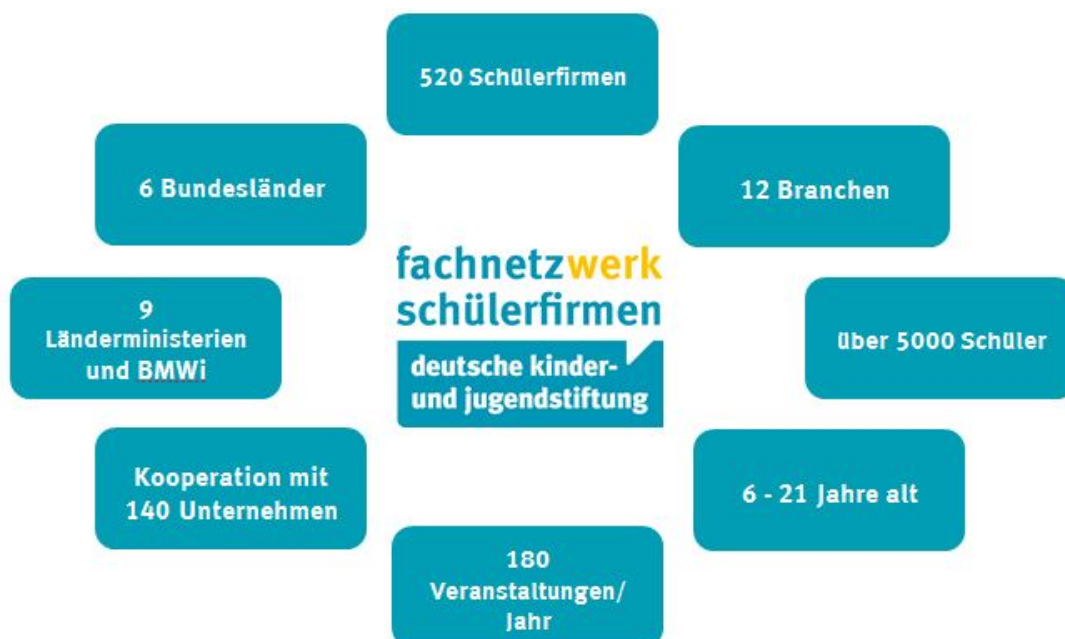 520 Schülerfirmen
6 Bundesländer
12 Branchen
fachnetzwerk
schülerfirmen
deutsche kinder-
und jugendstiftung
9
Länderministerien
und BMWi
über 5000 Schüler
Kooperation mit
140 Unternehmen
6 - 21 Jahre alt
180
Veranstaltungen/
Jahr